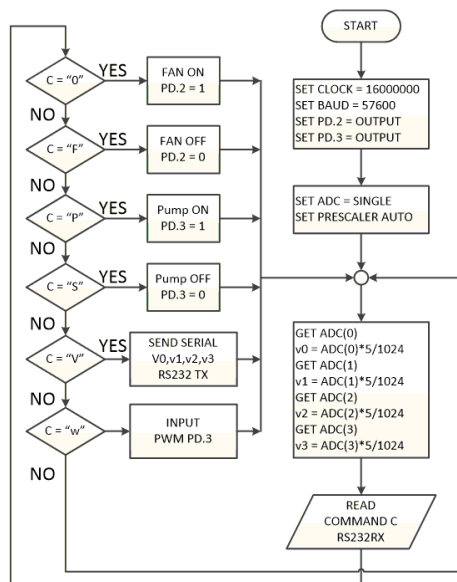 START
SET CLOCK = 16000000
SET BAUD = 57600
SET PD.2 = OUTPUT
SET PD.3 = OUTPUT
SET ADC = SINGLE
SET PRESCALER AUTO
GET ADC(0)
v0 = ADC(0)*5/1024
GET ADC(1)
v1 = ADC(1)*5/1024
GET ADC(2)
v2 = ADC(2)*5/1024
GET ADC(3)
v3 = ADC(3)*5/1024
READ
COMMAND C
RS232RX
C = “0”
YES
FAN ON
PD.2 = 1
NO
C = “F”
YES
FAN OFF
PD.2 = 0
NO
C = “P”
YES
Pump ON
PD.3 = 1
NO
C = “S”
YES
Pump OFF
PD.3 = 0
NO
C = “V”
YES
SEND SERIAL
V0,v1,v2,v3
RS232 TX
NO
C = “w”
INPUT
PWM PD.3
NO